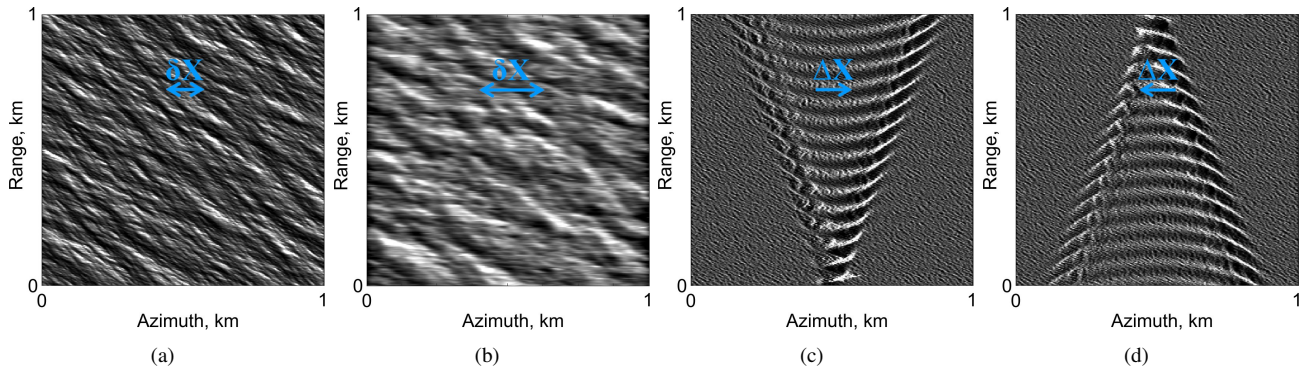 1
δX
Range, km
0
0
1
Azimuth, km
(a)
1
δX
Range, km
0
0
1
Azimuth, km
(b)
1
ΔX
Range, km
0
0
1
Azimuth, km
(c)
1
ΔX
Range, km
0
0
1
Azimuth, km
(d)